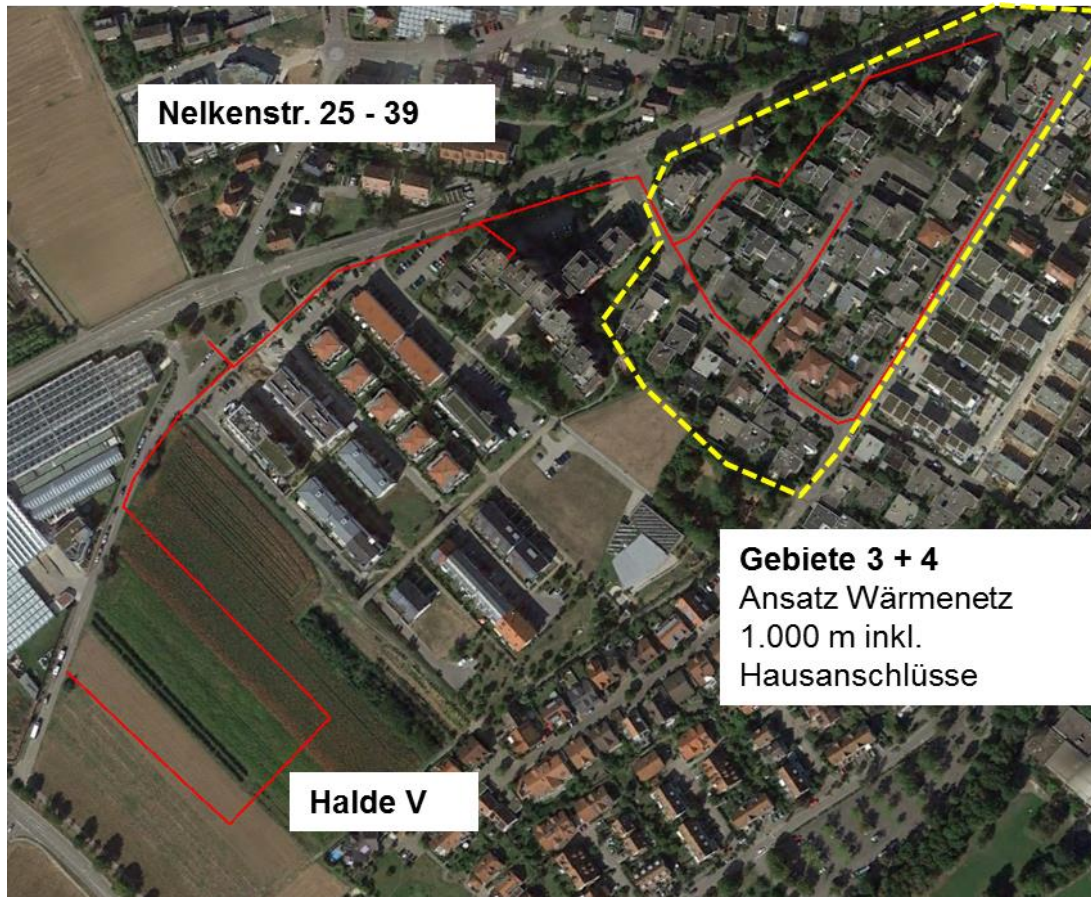 Nelkenstr. 25 - 39
Gebiete 3 + 4
Ansatz Wärmenetz
1.000 m inkl.
Hausanschlüsse
Halde V